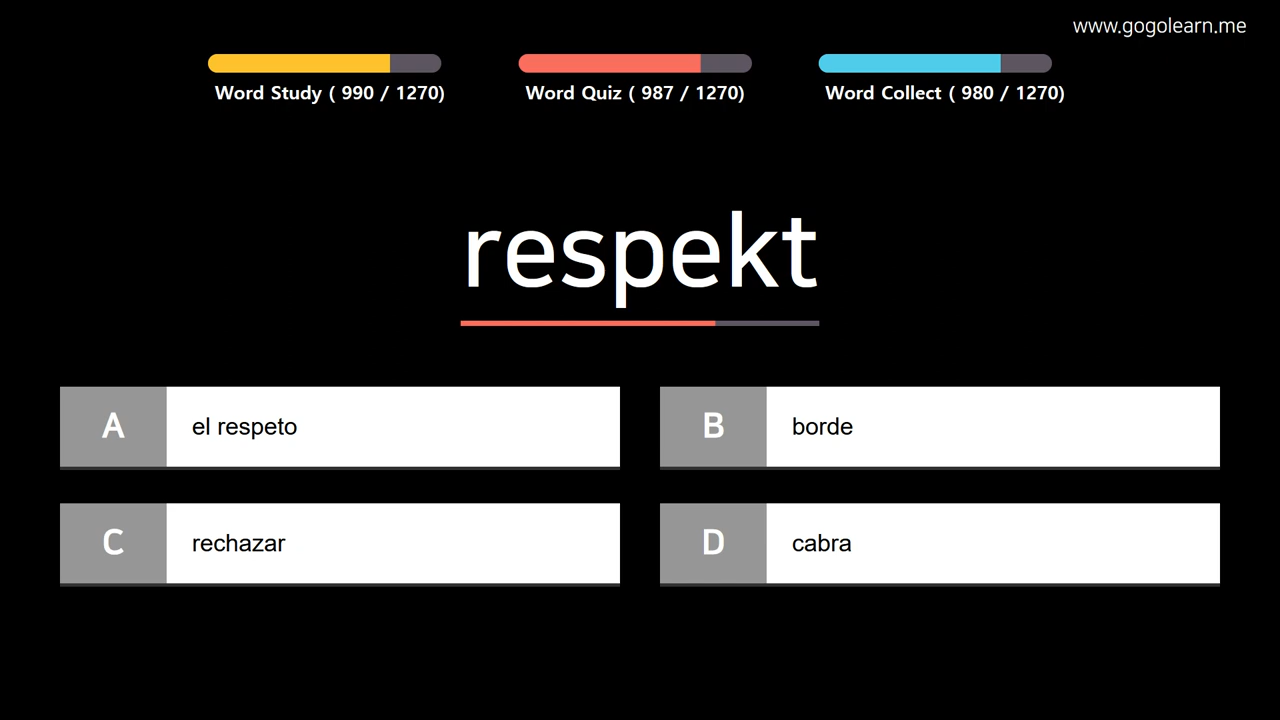 www.gogolearn.me
Word Study ( 990 / 1270)
Word Quiz ( 987 / 1270)
Word Collect ( 980 / 1270)
respekt
A
el respeto
B
borde
C
rechazar
D
cabra